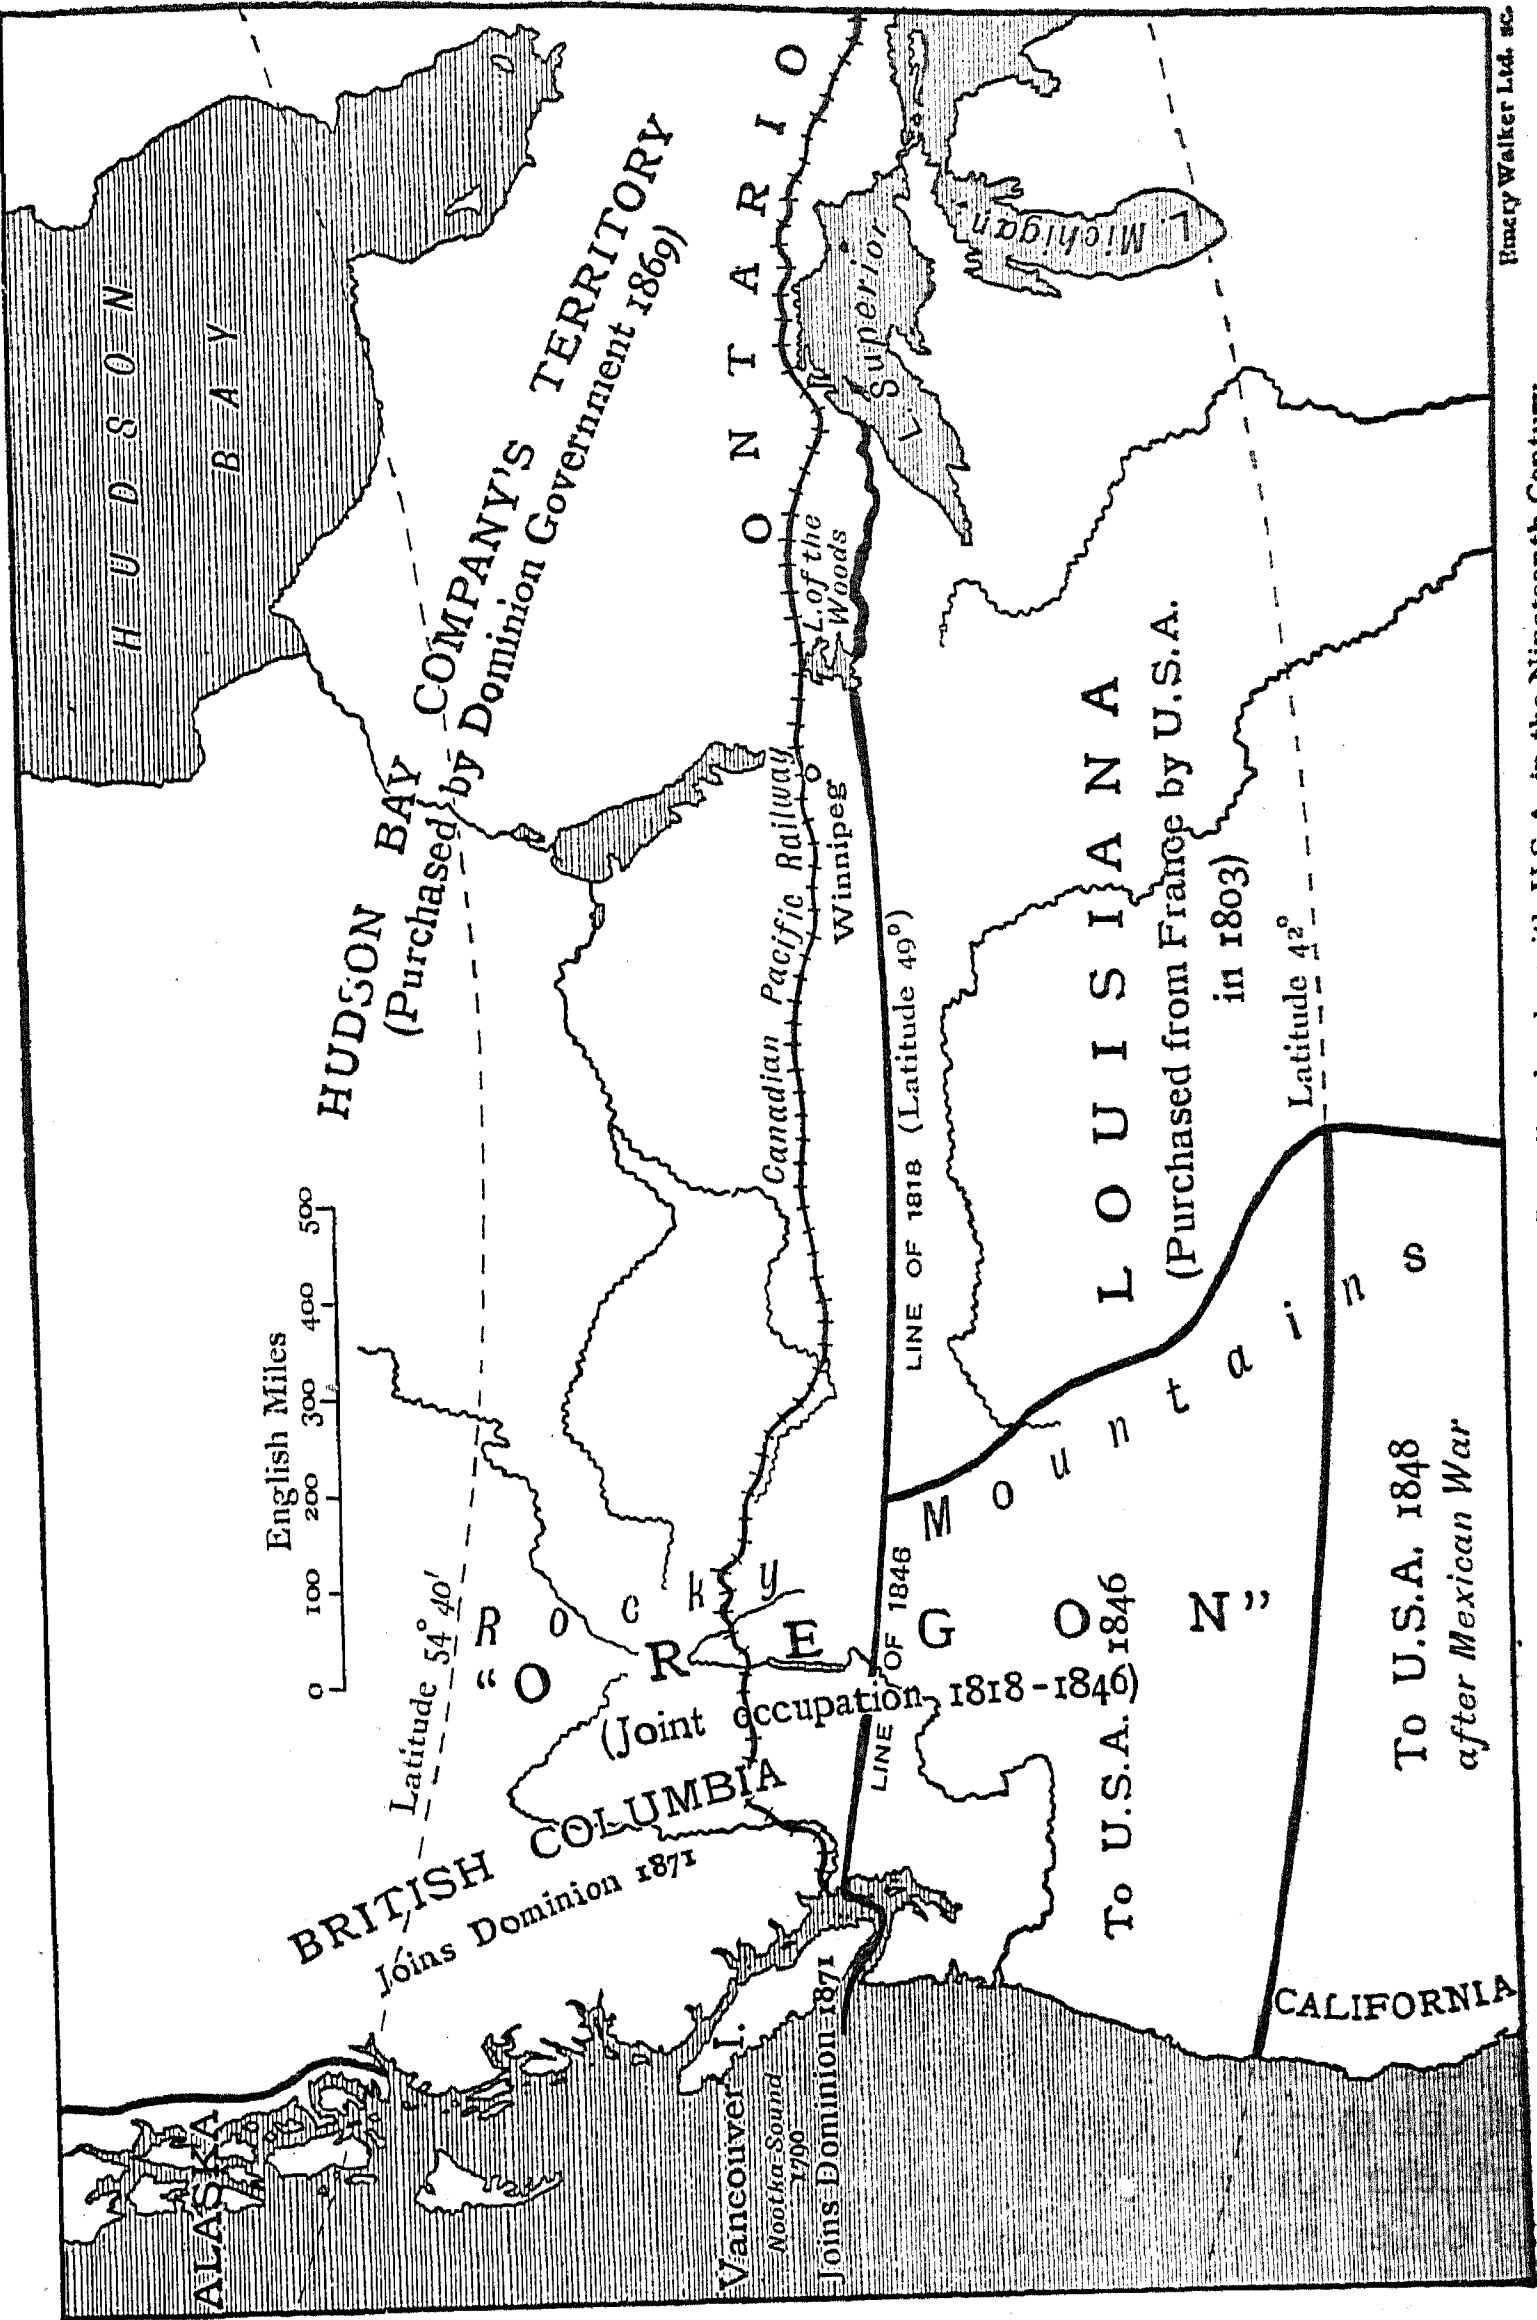 HUDSON
BAY
ALASKA
English Miles
0 100 200 300 400 500
HUDSON BAY COMPANY'S TERRITORY
(Purchased by Dominion Government 1869)
Latitude 54° 40'
BRITISH COLUMBIA
Joins Dominion 1871
Rocky Mountains
"OREGON"
(Joint occupation 1818-1846)
To U.S.A. 1846
Canadian Pacific Railway
ONTARIO
Winnipeg
L. of the
Woods
L. Superior
L. Michigan
Vancouver I.
Nootka Sound
1790
Joins Dominion 1871
LINE OF 1846
LINE OF 1818 (Latitude 49°)
LOUISIANA
(Purchased from France by U.S.A.
in 1803)
Latitude 42°
CALIFORNIA
To U.S.A. 1848
after Mexican War
Emery Walker Ltd. sc.